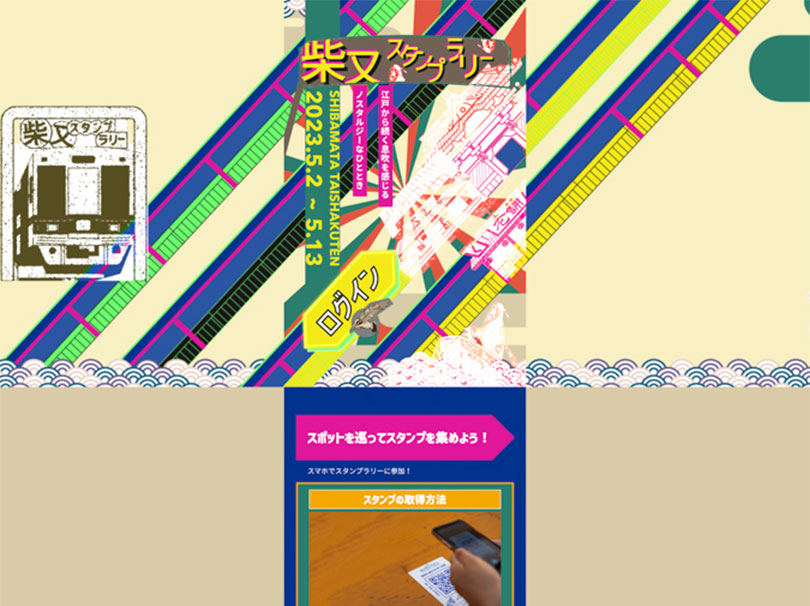 柴又スタンプラリー
江戸から続く息吹を感じる
ノスタルジーなひととき
SHIBAMATA TAISHAKUTEN
2023.5.2 ~ 5.13
柴又スタンプ
ラリー
ログイン
スポットを巡ってスタンプを集めよう！
スマホでスタンプラリーに参加！
スタンプの取得方法